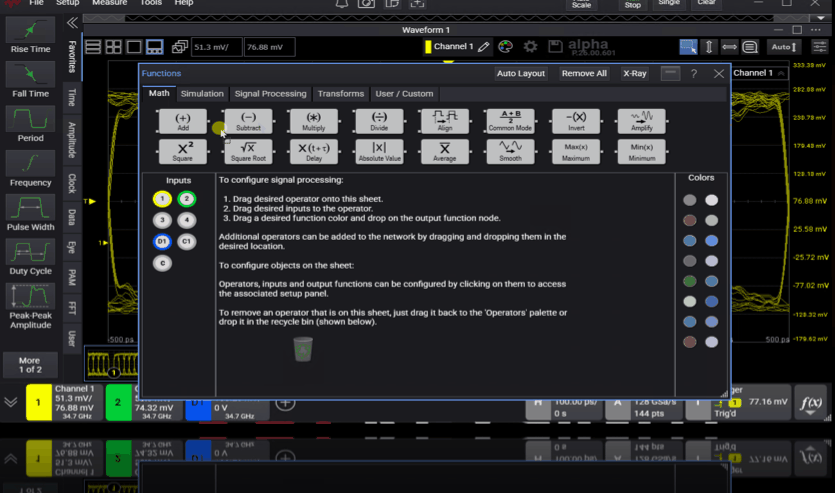 File Setup Measure Tools Help
Auto Scale
Stop
Single
Clear
Waveform 1
Rise Time
Fall Time
Period
Frequency
Pulse Width
Duty Cycle
Peak-Peak Amplitude
More
1 of 2
Favorites
Time
Amplitude
Clock
Data
Eye
PAM
FFT
User
51.3 mV/
76.88 mV
Channel 1
alpha
Auto
Functions
Auto Layout
Remove All
X-Ray
?
Channel 1
Math
Simulation
Signal Processing
Transforms
User / Custom
(+) Add
(−) Subtract
(*) Multiply
(÷) Divide
Align
A+B
2
Common Mode
-(X) Invert
Amplify
X² Square
√X Square Root
X(t+τ) Delay
|X| Absolute Value
X̅ Average
Smooth
Max(x) Maximum
Min(x) Minimum
Inputs
1 2
3 4
D1 C1
C
To configure signal processing:
1. Drag desired operator onto this sheet.
2. Drag desired inputs to the operator.
3. Drag a desired function color and drop on the output function node.
Additional operators can be added to the network by dragging and dropping them in the
desired location.
To configure objects on the sheet:
Operators, inputs and output functions can be configured by clicking on them to access
the associated setup panel.
To remove an operator that is on this sheet, just drag it back to the 'Operators' palette or
drop it in the recycle bin (shown below).
Colors
333.38 mV
282.08 mV
230.78 mV
179.48 mV
128.18 mV
76.88 mV
25.58 mV
-25.72 mV
-77.02 mV
-128.32 mV
-179.62 mV
-500 ps
500 ps
1
Channel 1
51.3 mV/
76.88 mV
34.7 GHz
2
74.32 mV
34.7 GHz
D1
0 V
34.7 GHz
H
100.00 ps/
0 s
A
128 GSa/s
144 pts
T
Trig'd
1
77.16 mV
f(x)